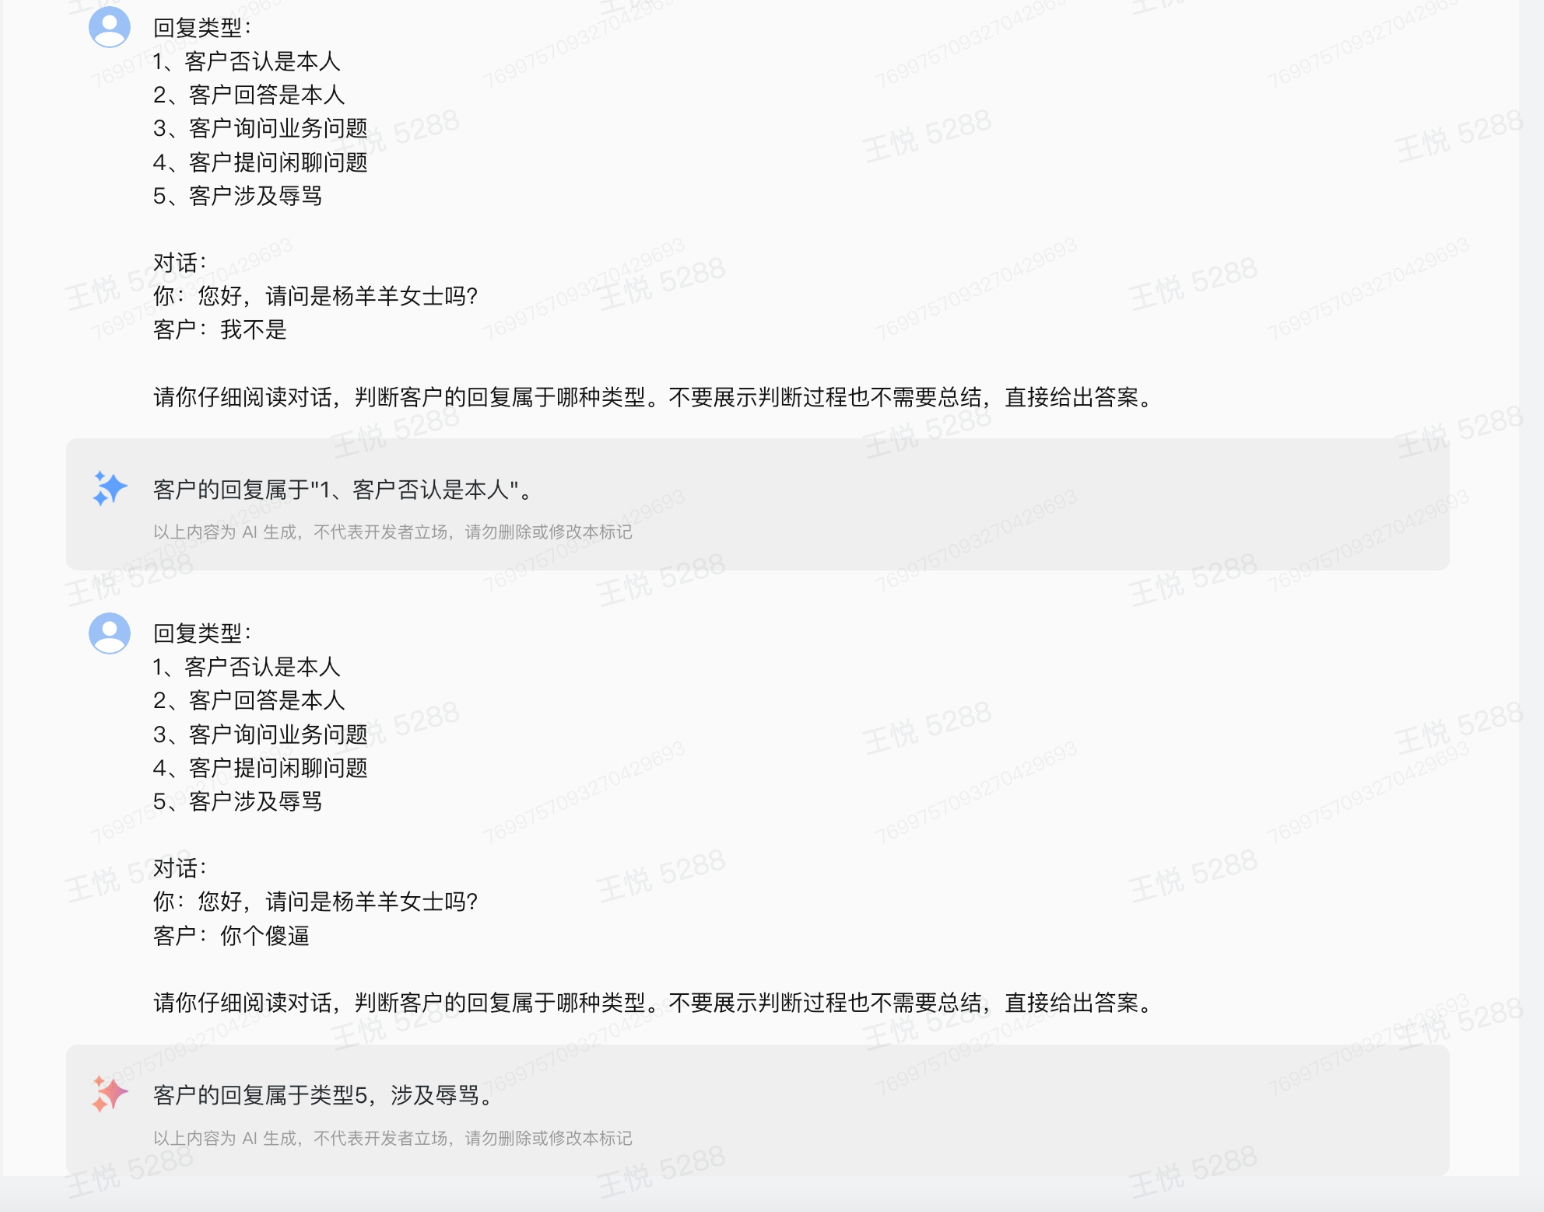 回复类型：
1、客户否认是本人
2、客户回答是本人
3、客户询问业务问题
4、客户提问闲聊问题
5、客户涉及辱骂
对话：
你：您好，请问是杨羊羊女士吗？
客户：我不是
请你仔细阅读对话，判断客户的回复属于哪种类型。不要展示判断过程也不需要总结，直接给出答案。
客户的回复属于"1、客户否认是本人"。
以上内容为 AI 生成，不代表开发者立场，请勿删除或修改本标记
回复类型：
1、客户否认是本人
2、客户回答是本人
3、客户询问业务问题
4、客户提问闲聊问题
5、客户涉及辱骂
对话：
你：您好，请问是杨羊羊女士吗？
客户：你个傻逼
请你仔细阅读对话，判断客户的回复属于哪种类型。不要展示判断过程也不需要总结，直接给出答案。
客户的回复属于类型5，涉及辱骂。
以上内容为 AI 生成，不代表开发者立场，请勿删除或修改本标记
王悦 5288
7699757093270429693